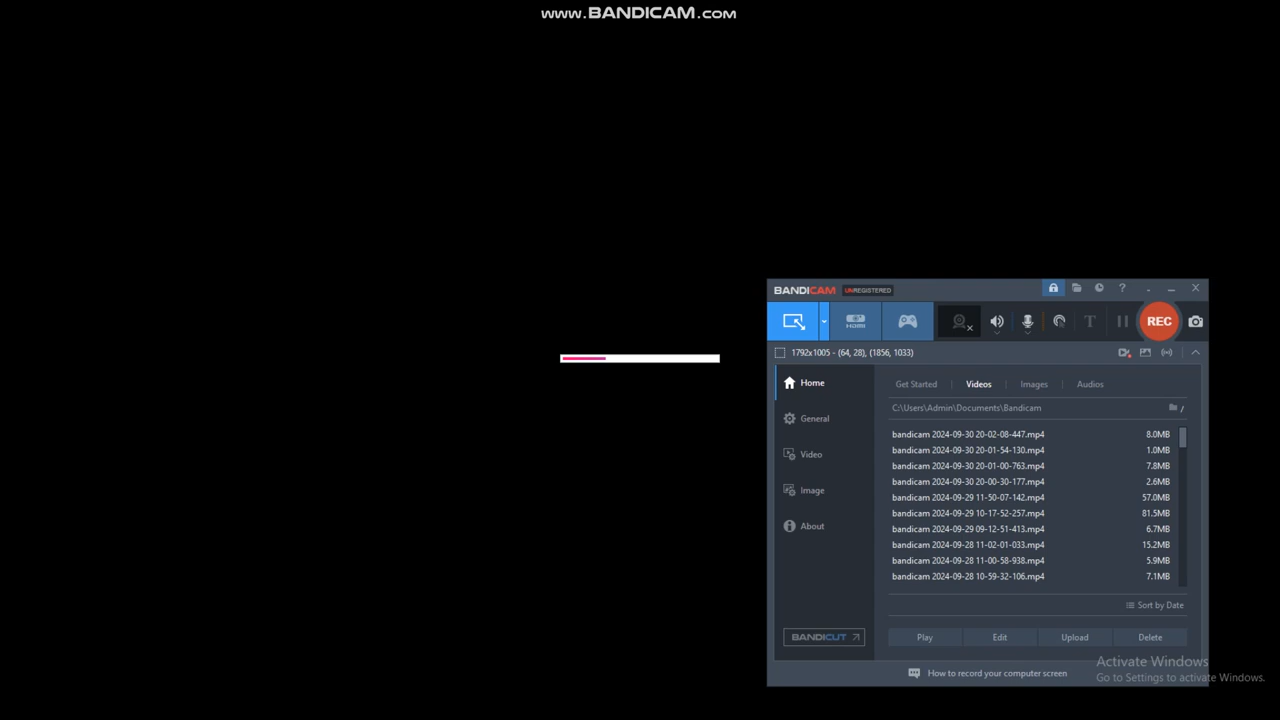 www.BANDICAM.com
BANDICAM UNREGISTERED
HDMI
T
REC
1792x1005 - (64, 28), (1856, 1033)
Home
General
Video
Image
About
BANDICUT
Get Started
Videos
Images
Audios
C:\Users\Admin\Documents\Bandicam
bandicam 2024-09-30 20-02-08-447.mp4 8.0MB
bandicam 2024-09-30 20-01-54-130.mp4 1.0MB
bandicam 2024-09-30 20-01-00-763.mp4 7.8MB
bandicam 2024-09-30 20-00-30-177.mp4 2.6MB
bandicam 2024-09-29 11-50-07-142.mp4 57.0MB
bandicam 2024-09-29 10-17-52-257.mp4 81.5MB
bandicam 2024-09-29 09-12-51-413.mp4 6.7MB
bandicam 2024-09-28 11-02-01-033.mp4 15.2MB
bandicam 2024-09-28 11-00-58-938.mp4 5.9MB
bandicam 2024-09-28 10-59-32-106.mp4 7.1MB
Sort by Date
Play
Edit
Upload
Delete
How to record your computer screen
Activate Windows
Go to Settings to activate Windows.